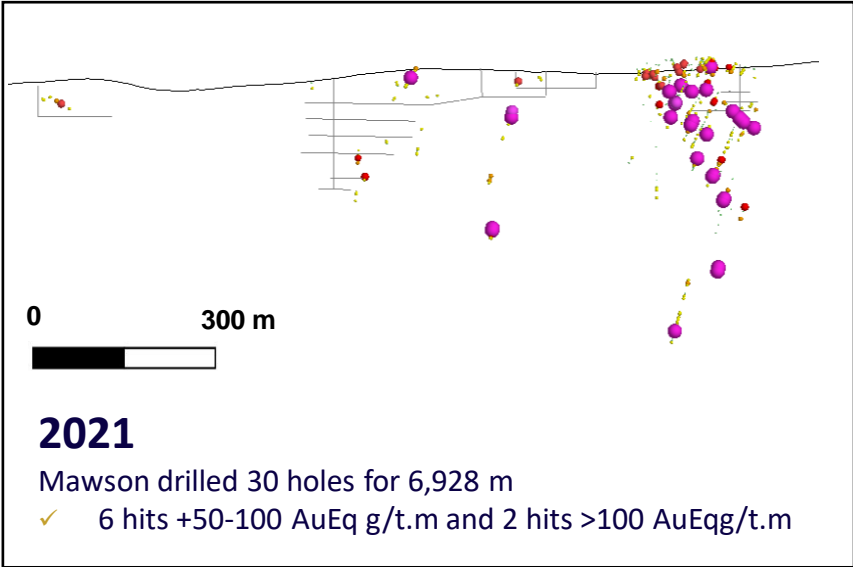 0 300 m
2021
Mawson drilled 30 holes for 6,928 m
✓ 6 hits +50-100 AuEq g/t.m and 2 hits >100 AuEqg/t.m